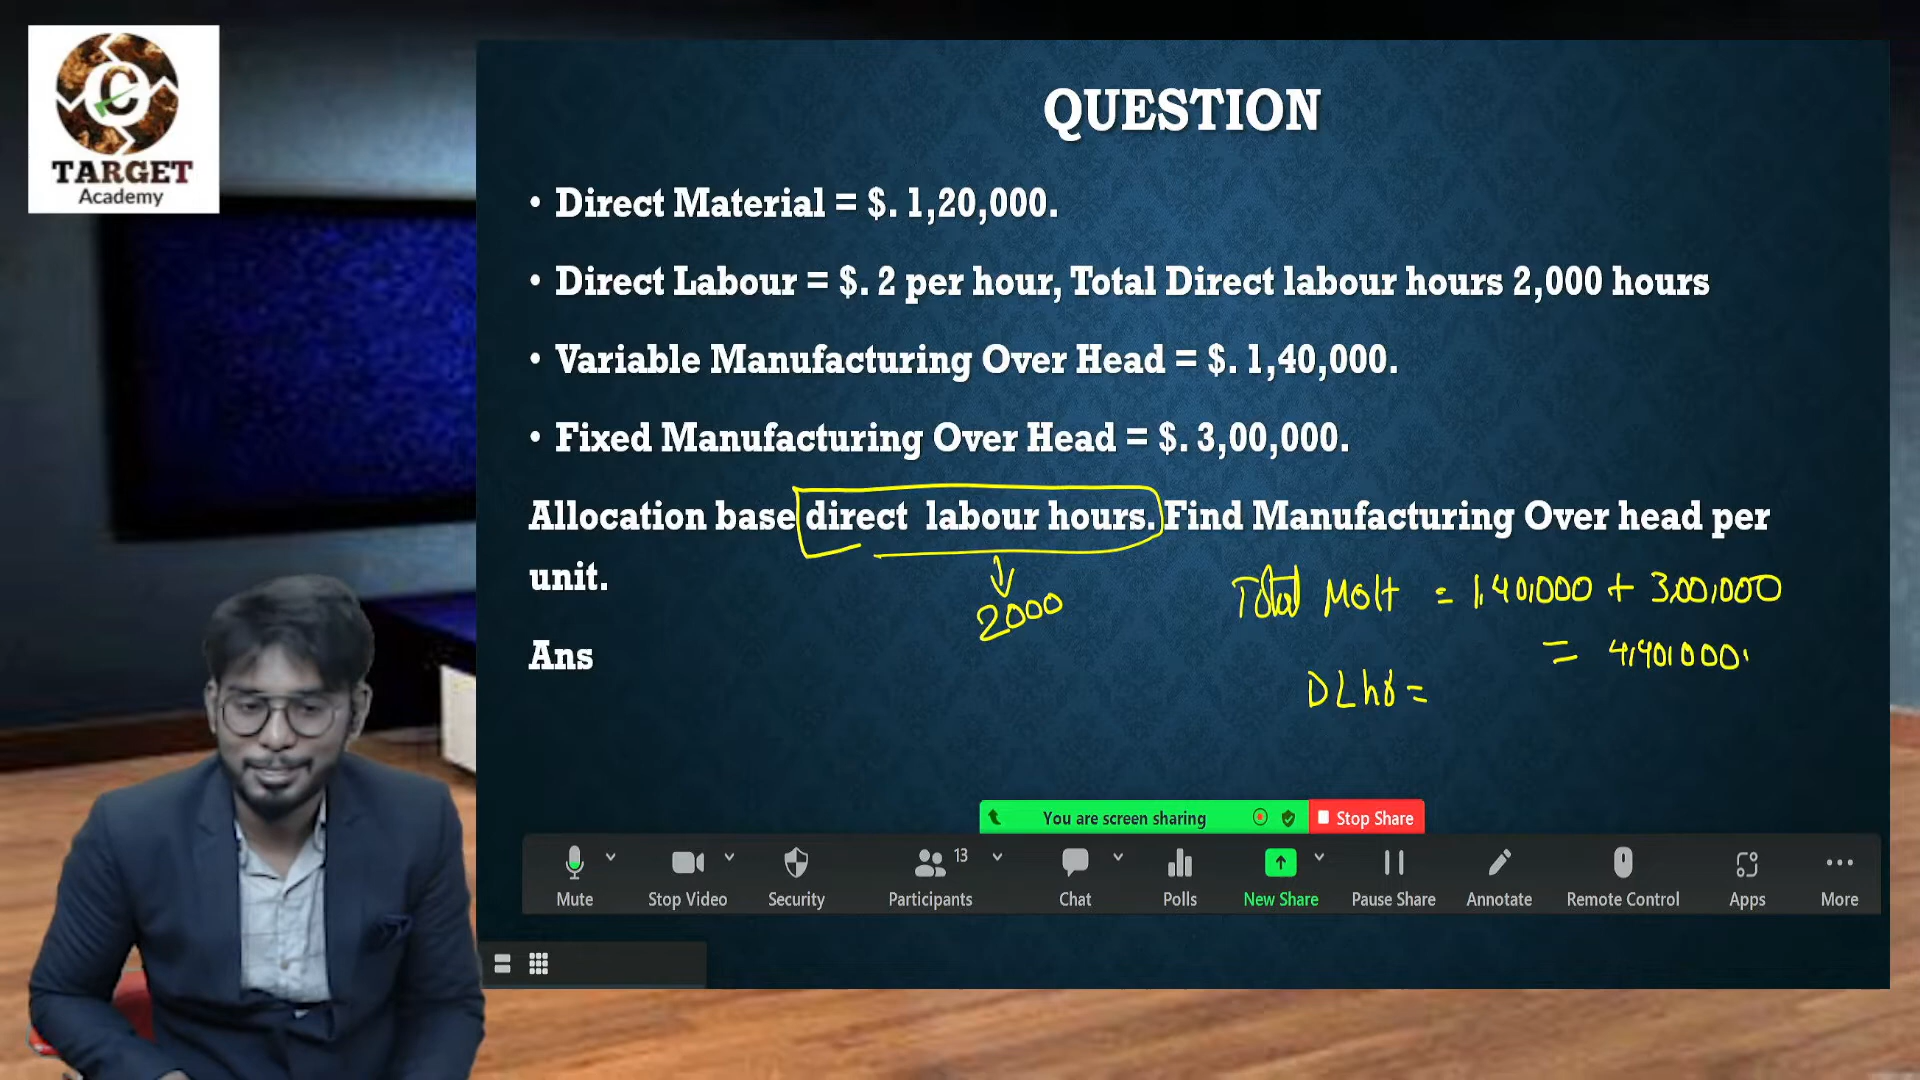 C
TARGET
Academy
QUESTION
• Direct Material = $. 1,20,000.
• Direct Labour = $. 2 per hour, Total Direct labour hours 2,000 hours
• Variable Manufacturing Over Head = $. 1,40,000.
• Fixed Manufacturing Over Head = $. 3,00,000.
Allocation base direct labour hours. Find Manufacturing Over head per
unit.
2000
Total MoH = 1,40,000 + 3,00,000
= 4,40,000.
Ans
DLhr =
You are screen sharing
Stop Share
13
Mute
Stop Video
Security
Participants
Chat
Polls
New Share
Pause Share
Annotate
Remote Control
Apps
More